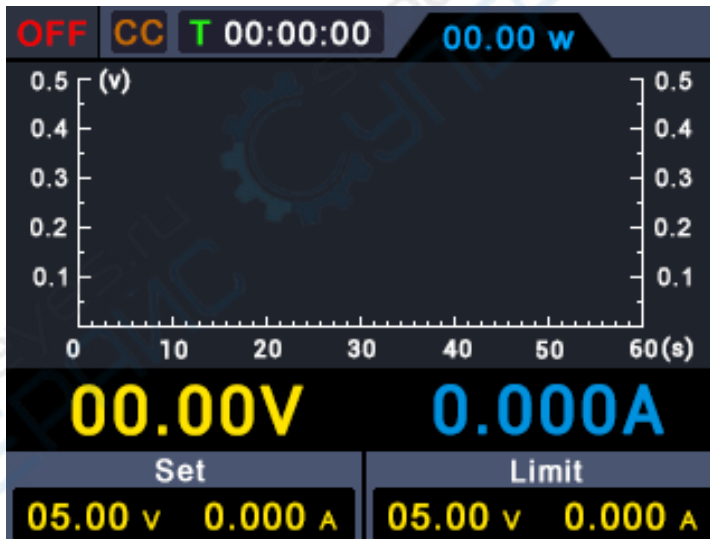 OFF CC T 00:00:00 00.00 W
0.5 (V) 0.5
0.4 0.4
0.3 0.3
0.2 0.2
0.1 0.1
0 10 20 30 40 50 60(s)
00.00V 0.000A
Set Limit
05.00 V 0.000 A 05.00 V 0.000 A